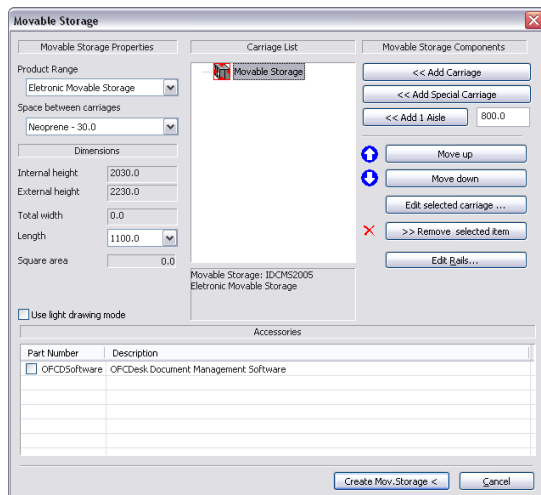 Movable Storage
Movable Storage Properties
Product Range
Eletronic Movable Storage
Space between carriages
Neoprene - 30.0
Dimensions
Internal height 2030.0
External height 2230.0
Total width 0.0
Length 1100.0
Square area 0.0
Use light drawing mode
Carriage List
Movable Storage
Movable Storage: IDCMS2005
Eletronic Movable Storage
Movable Storage Components
<< Add Carriage
<< Add Special Carriage
<< Add 1 Aisle 800.0
Move up
Move down
Edit selected carriage ...
>> Remove selected item
Edit Rails...
Accessories
Part Number Description
OFCDSoftware OFCDesk Document Management Software
Create Mov.Storage < Cancel